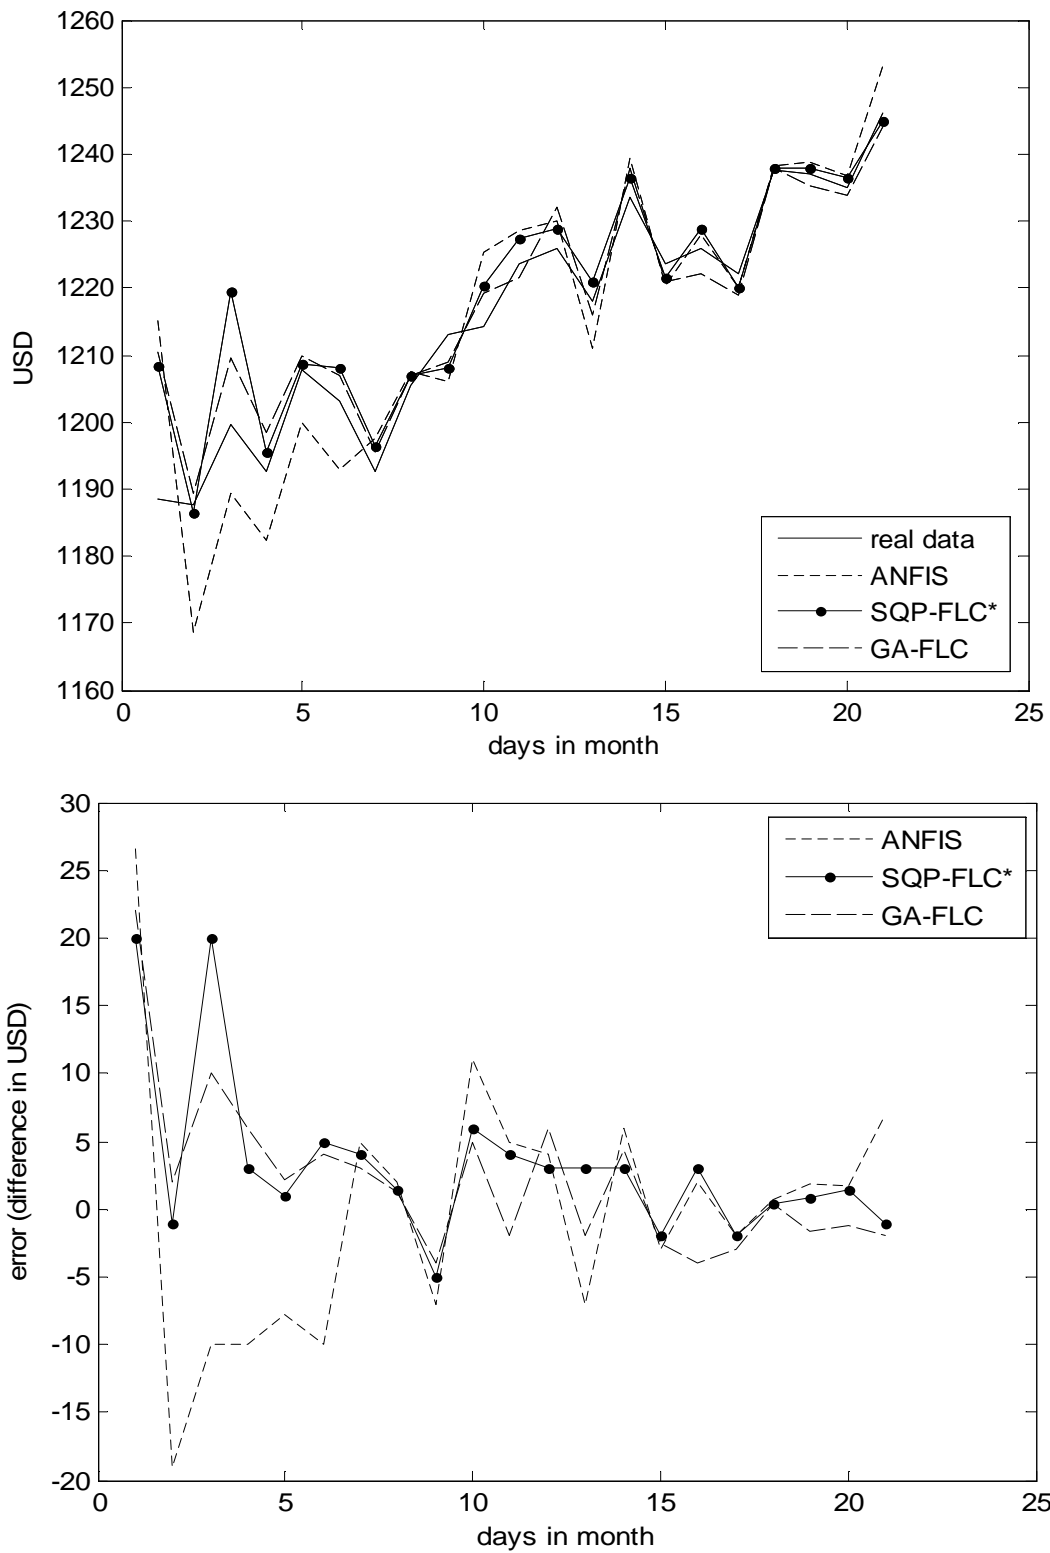 1260
1250
1240
1230
1220
1210
1200
1190
1180
1170
1160
USD
real data
ANFIS
SQP-FLC*
GA-FLC
0 5 10 15 20 25
days in month
30
25
20
15
10
5
0
-5
-10
-15
-20
error (difference in USD)
ANFIS
SQP-FLC*
GA-FLC
0 5 10 15 20 25
days in month